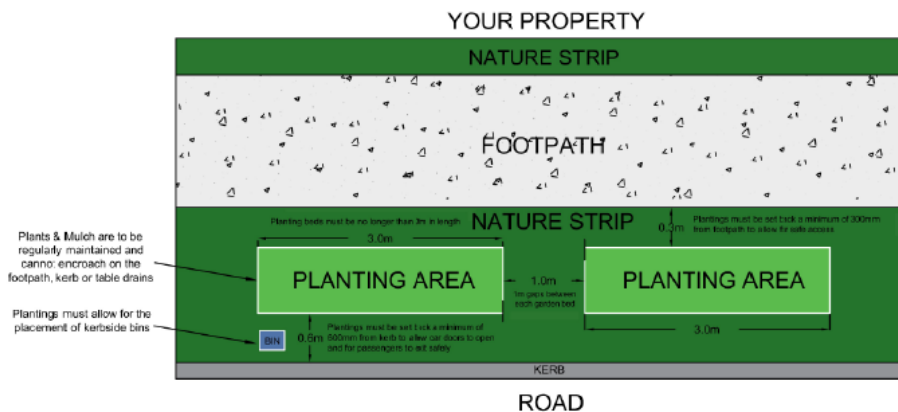 YOUR PROPERTY
NATURE STRIP
FOOTPATH
Planting beds must be no longer than 3m in length
NATURE STRIP
0.3m
Plantings must be set back a minimum of 300mm
from footpath to allow for safe access
3.0m
Plants & Mulch are to be
regularly maintained and
cannot encroach on the
footpath, kerb or table drains
PLANTING AREA
1.0m
1m gaps between
each garden bed
PLANTING AREA
Plantings must allow for the
placement of kerbside bins
BIN
0.6m
Plantings must be set back a minimum of
600mm from kerb to allow car doors to open
and for passengers to exit safely
3.0m
KERB
ROAD